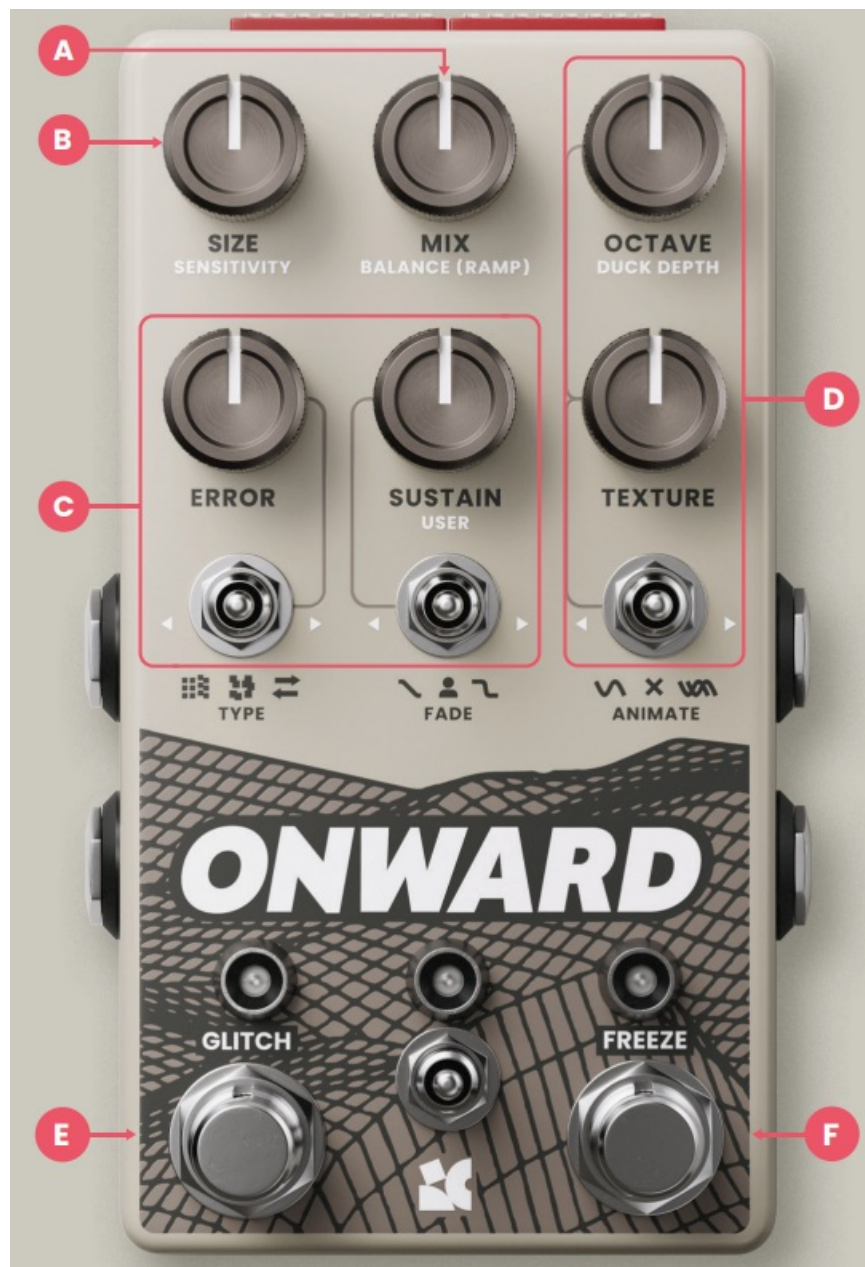 A
B
SIZE MIX OCTAVE
SENSITIVITY BALANCE (RAMP) DUCK DEPTH
D
C
ERROR SUSTAIN TEXTURE
USER
TYPE FADE ANIMATE
ONWARD
GLITCH FREEZE
E F